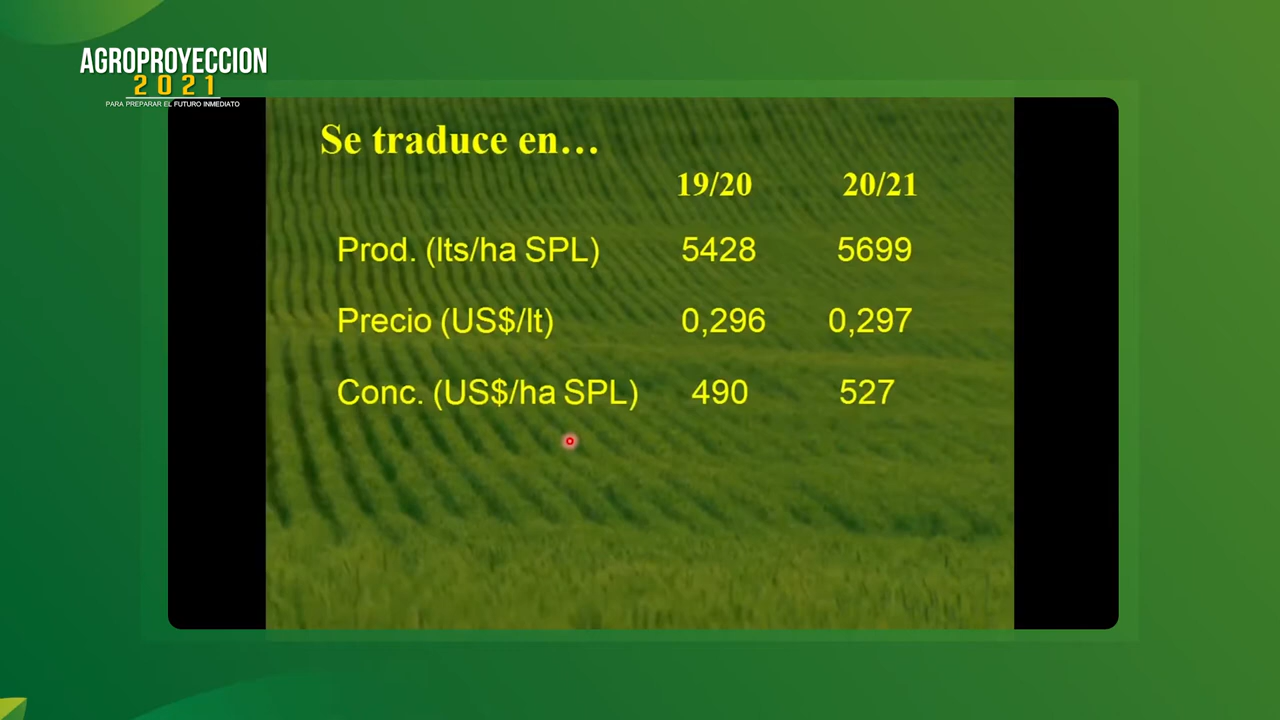 AGROPROYECCION
2021
PARA PREPARAR EL FUTURO INMEDIATO
Se traduce en…
19/20 20/21
Prod. (lts/ha SPL) 5428 5699
Precio (US$/lt) 0,296 0,297
Conc. (US$/ha SPL) 490 527